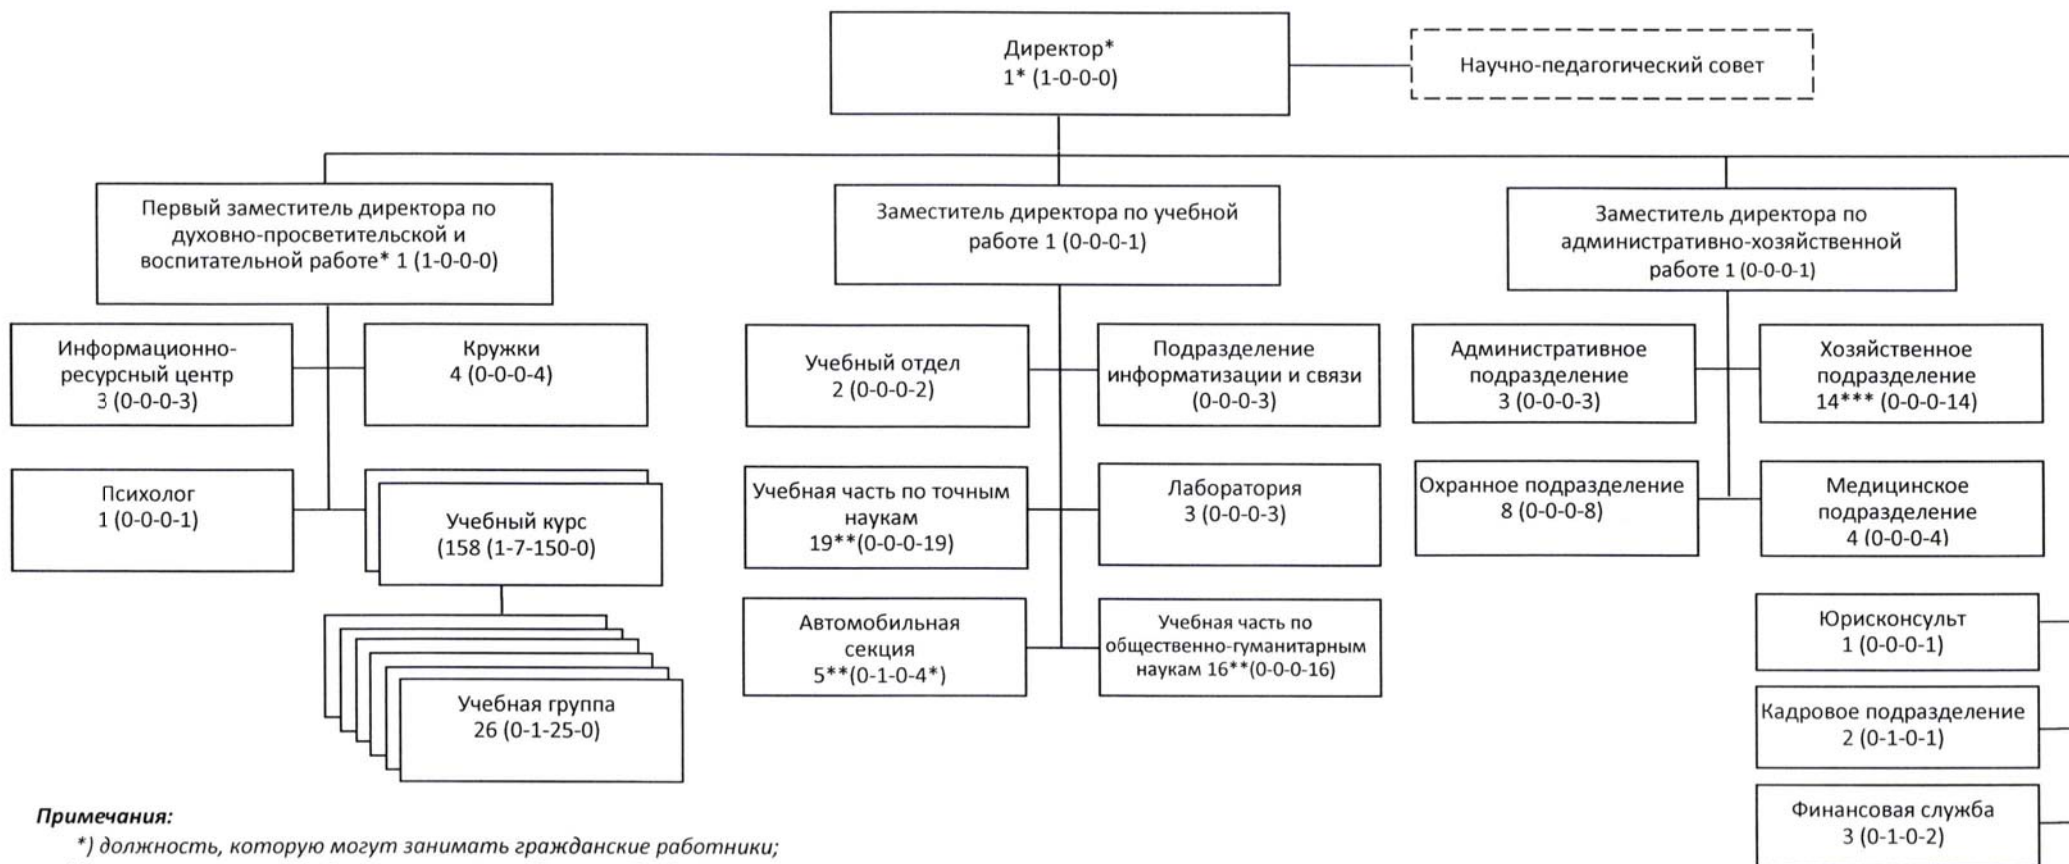 Директор*
1* (1-0-0-0)
Научно-педагогический совет
Первый заместитель директора по
духовно-просветительской и
воспитательной работе* 1 (1-0-0-0)
Заместитель директора по учебной
работе 1 (0-0-0-1)
Заместитель директора по
административно-хозяйственной
работе 1 (0-0-0-1)
Информационно-
ресурсный центр
3 (0-0-0-3)
Кружки
4 (0-0-0-4)
Учебный отдел
2 (0-0-0-2)
Подразделение
информатизации и связи
(0-0-0-3)
Административное
подразделение
3 (0-0-0-3)
Хозяйственное
подразделение
14*** (0-0-0-14)
Психолог
1 (0-0-0-1)
Учебный курс
(158 (1-7-150-0)
Учебная часть по точным
наукам
19**(0-0-0-19)
Лаборатория
3 (0-0-0-3)
Охранное подразделение
8 (0-0-0-8)
Медицинское
подразделение
4 (0-0-0-4)
Учебная группа
26 (0-1-25-0)
Автомобильная
секция
5**(0-1-0-4*)
Учебная часть по
общественно-гуманитарным
наукам 16**(0-0-0-16)
Юрисконсульт
1 (0-0-0-1)
Кадровое подразделение
2 (0-1-0-1)
Финансовая служба
3 (0-1-0-2)
Примечания:
*) должность, которую могут занимать гражданские работники;